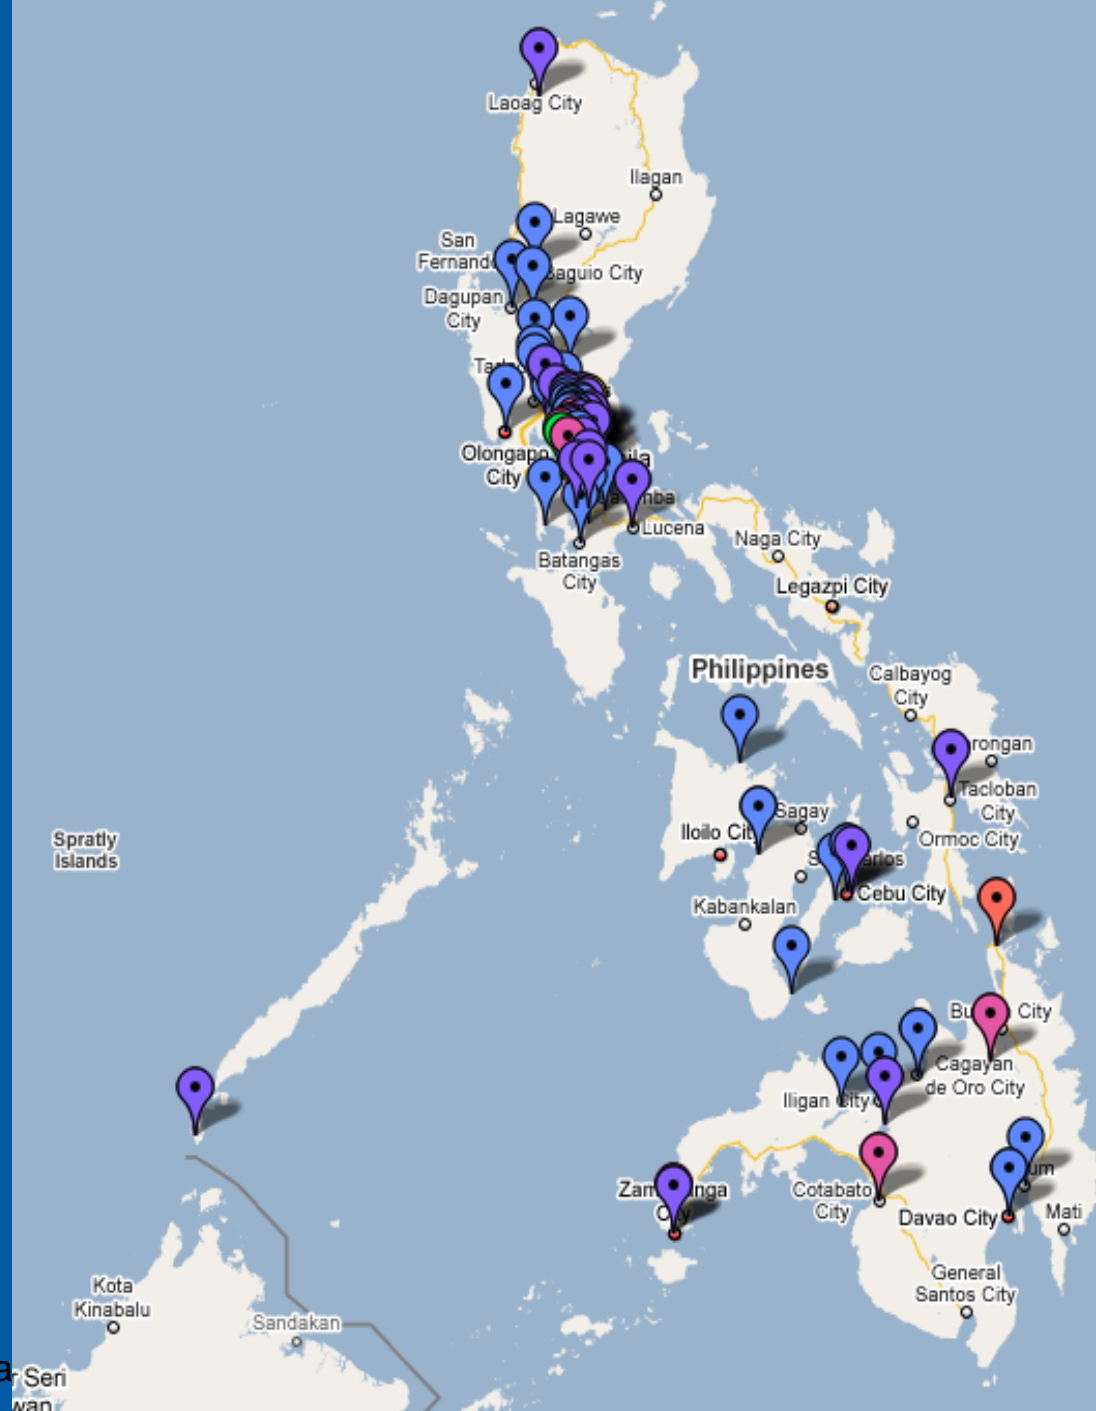 Laoag City
Ilagan
Lagawe
San
Baguio City
Dagupan
City
Olongapo
City
Lucena
Batangas
City
Naga City
Legazpi City
Philippines
Calbayog
City
Tacloban
City
Sagay
Iloilo City
Ormoc City
Spratly
Islands
Cebu City
Kabankalan
City
Cagayan
de Oro City
Iligan City
Cotabato
City
Davao City
Mati
General
Santos City
Kota
Kinabalu
Sandakan
Seri